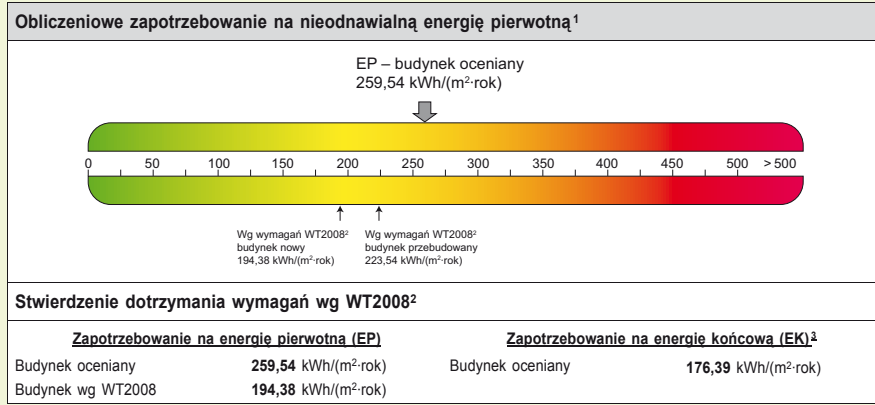 Obliczeniowe zapotrzebowanie na nieodnawialną energię pierwotną¹
EP – budynek oceniany
259,54 kWh/(m²·rok)
0 50 100 150 200 250 300 350 400 450 500 > 500
Wg wymagań WT2008²
budynek nowy
194,38 kWh/(m²·rok)
Wg wymagań WT2008²
budynek przebudowany
223,54 kWh/(m²·rok)
Stwierdzenie dotrzymania wymagań wg WT2008²
Zapotrzebowanie na energię pierwotną (EP)
Budynek oceniany 259,54 kWh/(m²·rok)
Budynek wg WT2008 194,38 kWh/(m²·rok)
Zapotrzebowanie na energię końcową (EK)³
Budynek oceniany 176,39 kWh/(m²·rok)